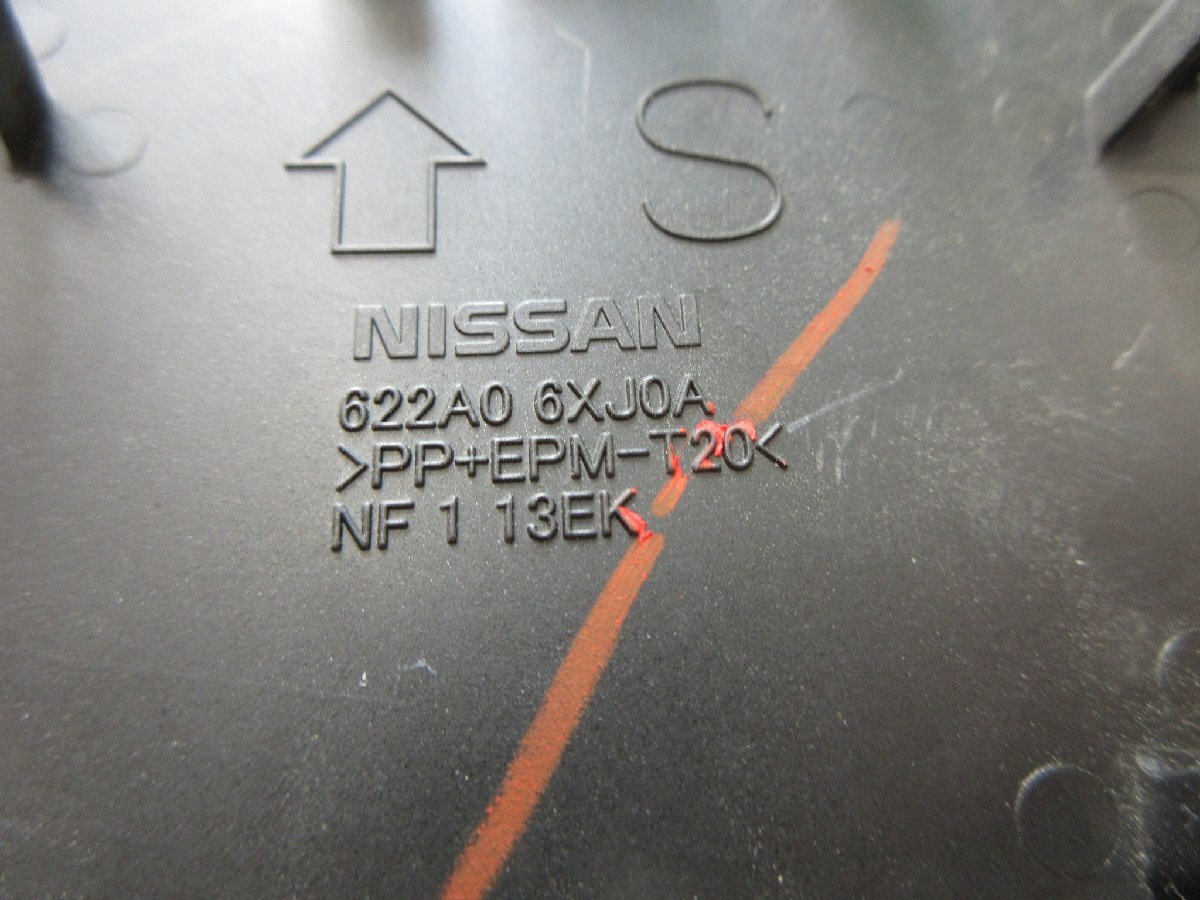 S
NISSAN
622A0 6XJ0A
>PP+EPM-T20<
NF 1 13EK